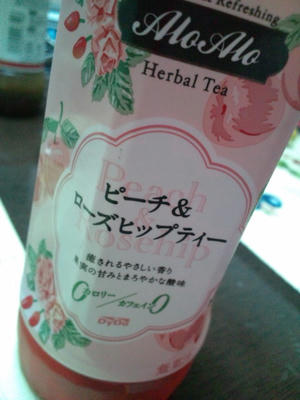 Refreshing
AloAlo
Herbal Tea
Peach
&
Rosehip
ピーチ&
ローズヒップティー
癒されるやさしい香り
果実の甘みとまろやかな酸味
0カロリー/カフェイン0
DyDo